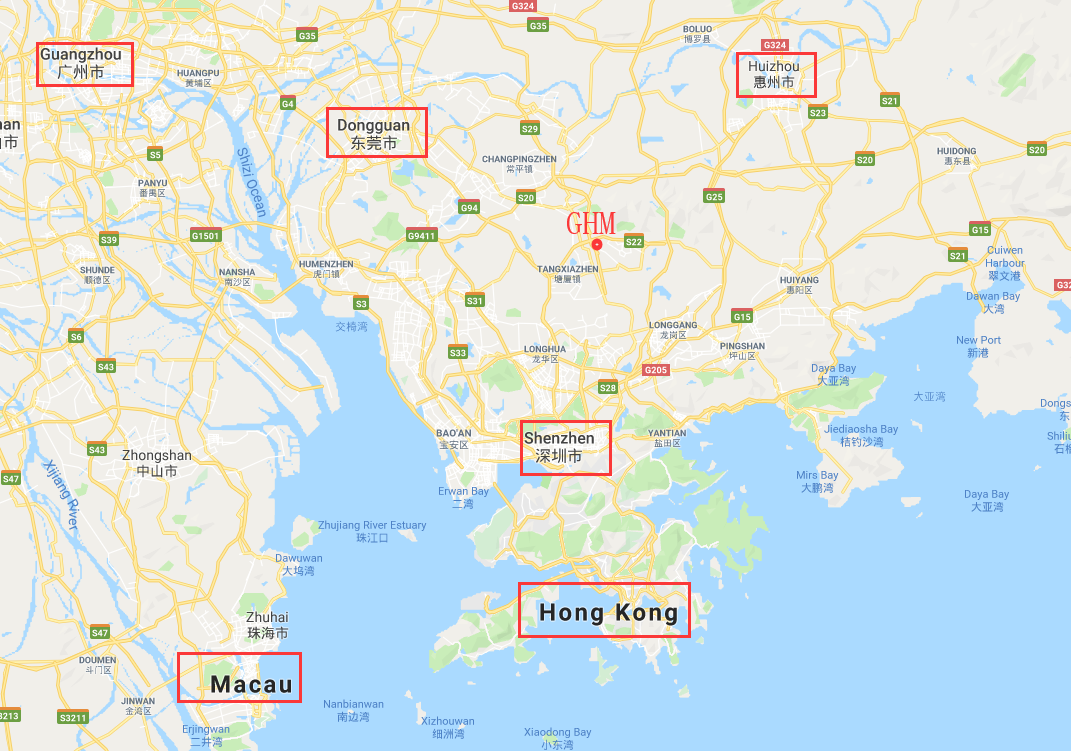 G324
G35
BOLUO
博罗县
G35
G324
Guangzhou
广州市
HUANGPU
黄埔区
Huizhou
惠州市
G4
S21
S23
Dongguan
东莞市
S29
S5
CHANGPINGZHEN
常平镇
S20
HUIDONG
惠东县
S20
Shizi Ocean
PANYU
番禺区
S20
G25
G94
GHM
S39
G1501
G9411
S22
G15
S21
Cuiwen
Harbour
翠文港
SHUNDE
顺德区
NANSHA
南沙区
HUMENZHEN
虎门镇
TANGXIAZHEN
塘厦镇
HUIYANG
惠阳区
Dawan Bay
大湾
S3
S31
G15
交椅湾
LONGGANG
龙岗区
S6
S33
LONGHUA
龙华区
PINGSHAN
坪山区
New Port
新港
S43
G205
S28
Daya Bay
大亚湾
大亚湾
BAO'AN
宝安区
Shenzhen
深圳市
YANTIAN
盐田区
Jiediaosha Bay
桔钓沙湾
S43
Zhongshan
中山市
S47
Xijiang River
Erwan Bay
二湾
Mirs Bay
大鹏湾
Daya Bay
大亚湾
Zhujiang River Estuary
珠江口
Dawuwan
大坞湾
Hong Kong
Zhuhai
珠海市
S47
DOUMEN
斗门区
Macau
JINWAN
金湾区
S3211
Nanbianwan
南边湾
Xizhouwan
细洲湾
Erjingwan
二井湾
Xiaodong Bay
小东湾